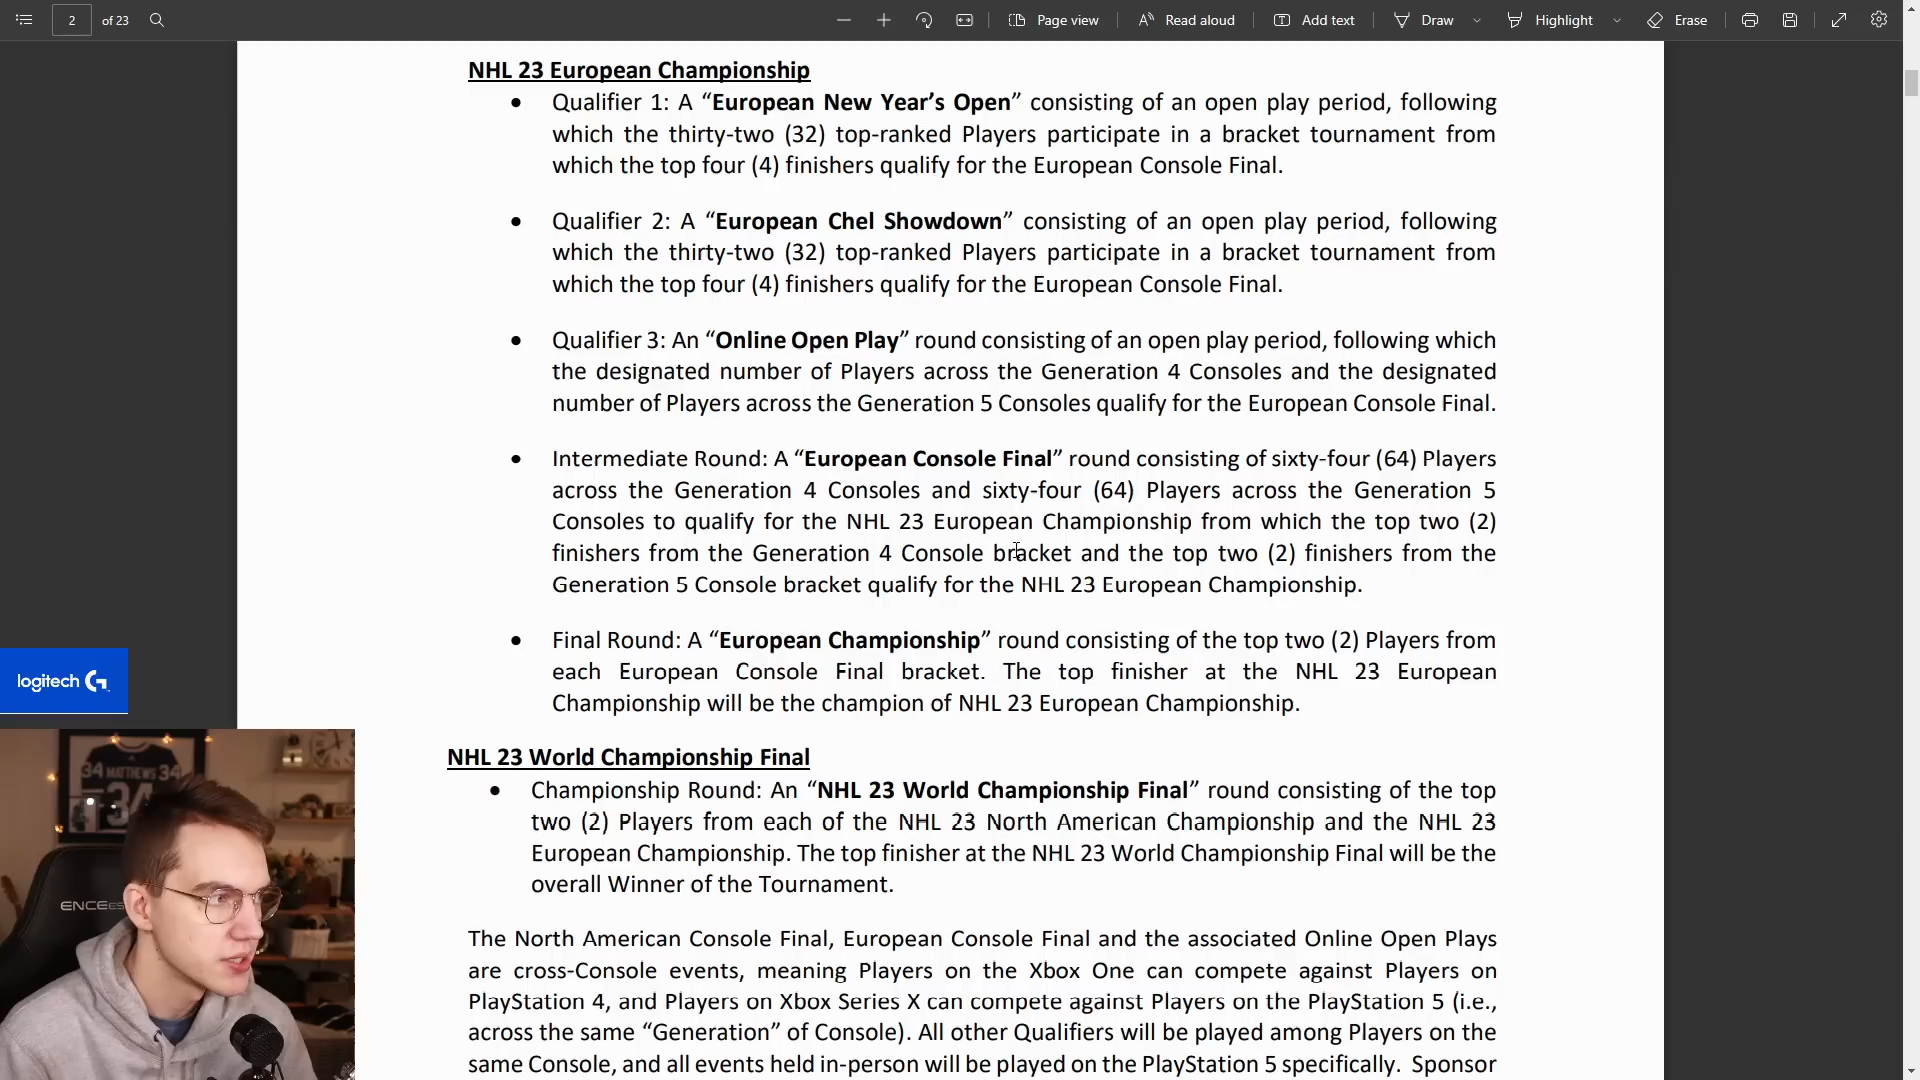 2 of 23 Page view Read aloud Add text Draw Highlight Erase
NHL 23 European Championship
• Qualifier 1: A “European New Year’s Open” consisting of an open play period, following
which the thirty-two (32) top-ranked Players participate in a bracket tournament from
which the top four (4) finishers qualify for the European Console Final.
• Qualifier 2: A “European Chel Showdown” consisting of an open play period, following
which the thirty-two (32) top-ranked Players participate in a bracket tournament from
which the top four (4) finishers qualify for the European Console Final.
• Qualifier 3: An “Online Open Play” round consisting of an open play period, following which
the designated number of Players across the Generation 4 Consoles and the designated
number of Players across the Generation 5 Consoles qualify for the European Console Final.
• Intermediate Round: A “European Console Final” round consisting of sixty-four (64) Players
across the Generation 4 Consoles and sixty-four (64) Players across the Generation 5
Consoles to qualify for the NHL 23 European Championship from which the top two (2)
finishers from the Generation 4 Console bracket and the top two (2) finishers from the
Generation 5 Console bracket qualify for the NHL 23 European Championship.
• Final Round: A “European Championship” round consisting of the top two (2) Players from
each European Console Final bracket. The top finisher at the NHL 23 European
Championship will be the champion of NHL 23 European Championship.
NHL 23 World Championship Final
• Championship Round: An “NHL 23 World Championship Final” round consisting of the top
two (2) Players from each of the NHL 23 North American Championship and the NHL 23
European Championship. The top finisher at the NHL 23 World Championship Final will be the
overall Winner of the Tournament.
The North American Console Final, European Console Final and the associated Online Open Plays
are cross-Console events, meaning Players on the Xbox One can compete against Players on
PlayStation 4, and Players on Xbox Series X can compete against Players on the PlayStation 5 (i.e.,
across the same “Generation” of Console). All other Qualifiers will be played among Players on the
same Console, and all events held in-person will be played on the PlayStation 5 specifically. Sponsor
logitech G
34 MATTHEWS 34
34
ENCE